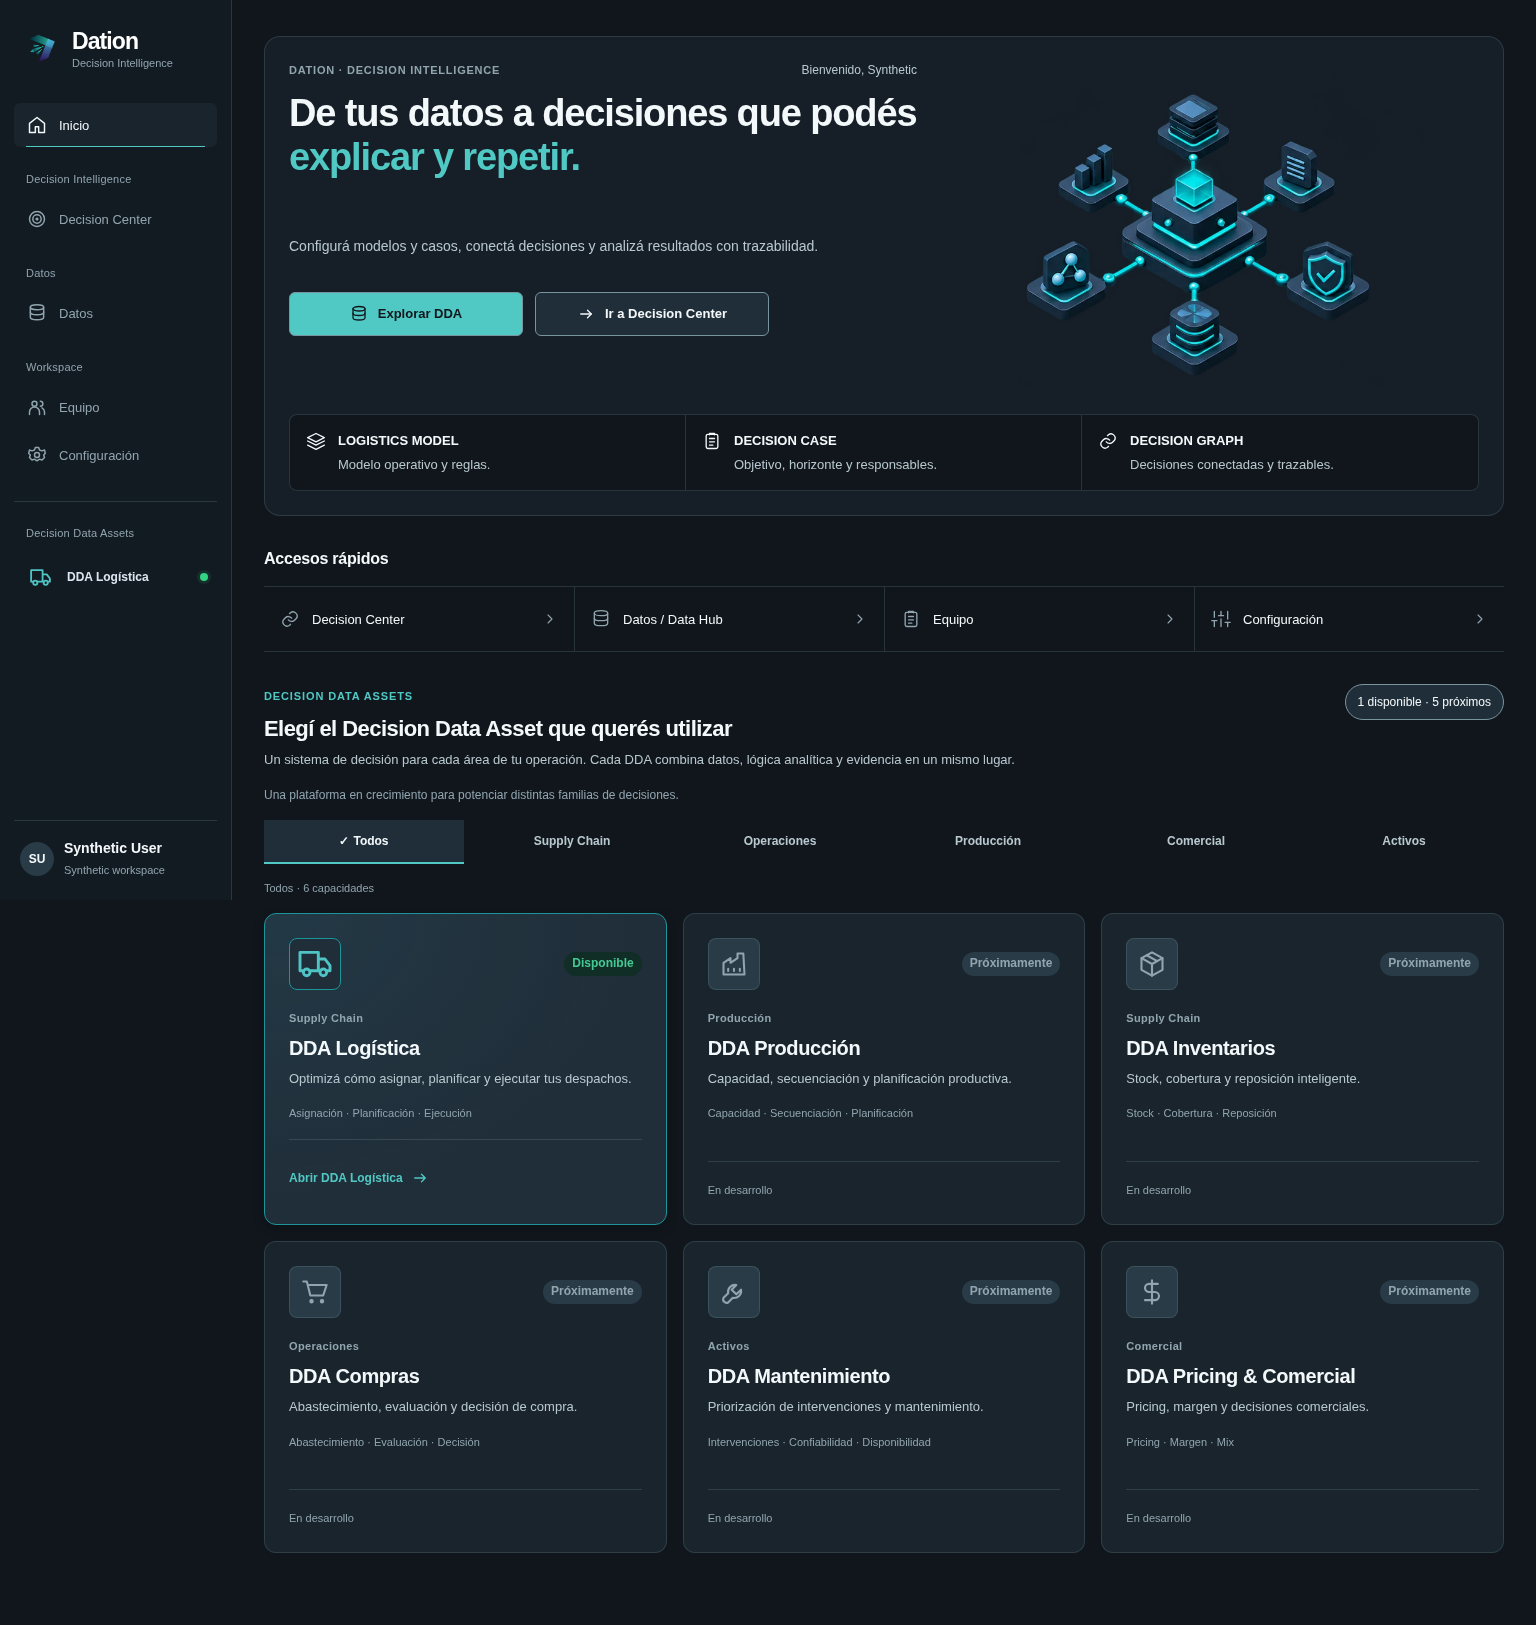 Dation
Decision Intelligence
Inicio
Decision Intelligence
Decision Center
Datos
Datos
Workspace
Equipo
Configuración
Decision Data Assets
DDA Logística
SU
Synthetic User
Synthetic workspace
DATION · DECISION INTELLIGENCE
Bienvenido, Synthetic
De tus datos a decisiones que podés
explicar y repetir.
Configurá modelos y casos, conectá decisiones y analizá resultados con trazabilidad.
Explorar DDA
Ir a Decision Center
LOGISTICS MODEL
Modelo operativo y reglas.
DECISION CASE
Objetivo, horizonte y responsables.
DECISION GRAPH
Decisiones conectadas y trazables.
Accesos rápidos
Decision Center
Datos / Data Hub
Equipo
Configuración
DECISION DATA ASSETS
1 disponible · 5 próximos
Elegí el Decision Data Asset que querés utilizar
Un sistema de decisión para cada área de tu operación. Cada DDA combina datos, lógica analítica y evidencia en un mismo lugar.
Una plataforma en crecimiento para potenciar distintas familias de decisiones.
✓ Todos
Supply Chain
Operaciones
Producción
Comercial
Activos
Todos · 6 capacidades
Disponible
Supply Chain
DDA Logística
Optimizá cómo asignar, planificar y ejecutar tus despachos.
Asignación · Planificación · Ejecución
Abrir DDA Logística
Próximamente
Producción
DDA Producción
Capacidad, secuenciación y planificación productiva.
Capacidad · Secuenciación · Planificación
En desarrollo
Próximamente
Supply Chain
DDA Inventarios
Stock, cobertura y reposición inteligente.
Stock · Cobertura · Reposición
En desarrollo
Próximamente
Operaciones
DDA Compras
Abastecimiento, evaluación y decisión de compra.
Abastecimiento · Evaluación · Decisión
En desarrollo
Próximamente
Activos
DDA Mantenimiento
Priorización de intervenciones y mantenimiento.
Intervenciones · Confiabilidad · Disponibilidad
En desarrollo
Próximamente
Comercial
DDA Pricing & Comercial
Pricing, margen y decisiones comerciales.
Pricing · Margen · Mix
En desarrollo